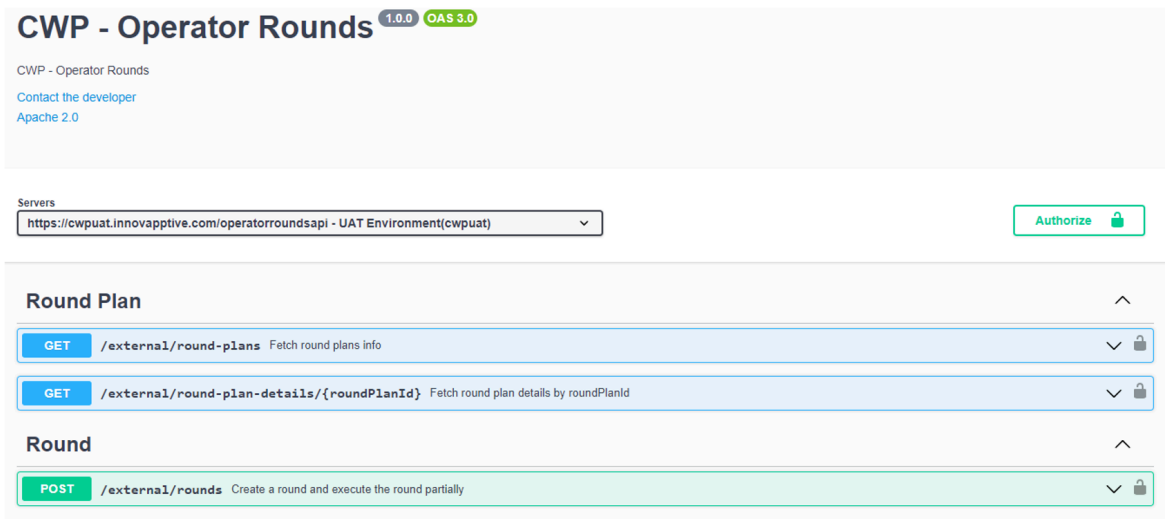 CWP - Operator Rounds 1.0.0 OAS 3.0
CWP - Operator Rounds
Contact the developer
Apache 2.0
Servers
https://cwpuat.innovapptive.com/operatorroundsapi - UAT Environment(cwpuat)
Authorize
Round Plan
GET /external/round-plans Fetch round plans info
GET /external/round-plan-details/{roundPlanId} Fetch round plan details by roundPlanId
Round
POST /external/rounds Create a round and execute the round partially